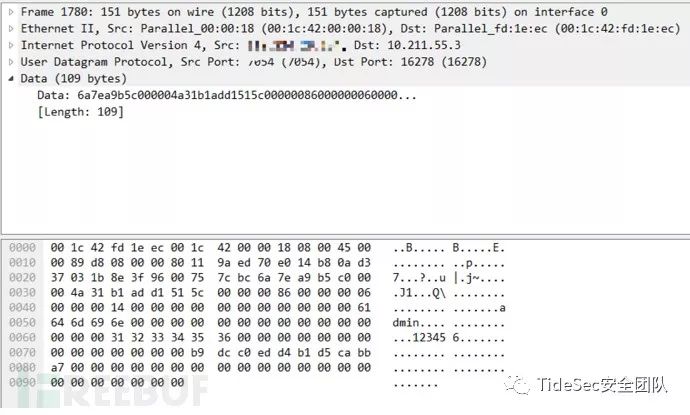 Frame 1780: 151 bytes on wire (1208 bits), 151 bytes captured (1208 bits) on interface 0
Ethernet II, Src: Parallel_00:00:18 (00:1c:42:00:00:18), Dst: Parallel_fd:1e:ec (00:1c:42:fd:1e:ec)
Internet Protocol Version 4, Src: Dst: 10.211.55.3
User Datagram Protocol, Src Port: 7054 (7054), Dst Port: 16278 (16278)
Data (109 bytes)
Data: 6a7ea9b5c000004a31b1add1515c00000086000000060000...
[Length: 109]
0000 00 1c 42 fd 1e ec 00 1c 42 00 00 18 08 00 45 00 ..B..... B.....E.
0010 00 89 d8 08 00 00 80 11 9a ed 70 e0 14 b8 0a d3 ........ ..p.....
0020 37 03 1b 8e 3f 96 00 75 7c bc 6a 7e a9 b5 c0 00 7...?..u |.j~....
0030 00 4a 31 b1 ad d1 51 5c 00 00 00 86 00 00 00 06 .J1...Q\ ........
0040 00 00 00 14 00 00 00 00 00 00 00 00 00 00 00 61 ........ .......a
0050 64 6d 69 6e 00 00 00 00 00 00 00 00 00 00 00 00 dmin.... ........
0060 00 00 00 31 32 33 34 35 36 00 00 00 00 00 00 00 ...12345 6.......
0070 00 00 00 00 00 00 00 b9 dc c0 ed d4 b1 d5 ca bb ........ ........
0080 a7 00 00 00 00 00 00 00 00 00 00 00 00 00 00 00 ........ ........
0090 00 00 00 00 00 00 00 .......
REEBUF
TideSec安全团队